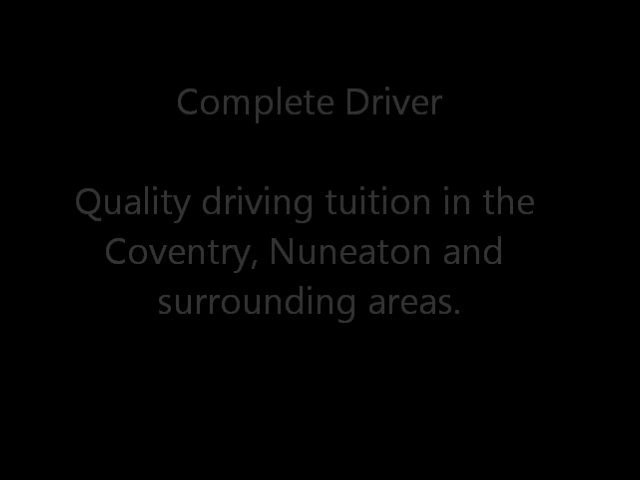 Complete Driver
Quality driving tuition in the
Coventry, Nuneaton and
surrounding areas.